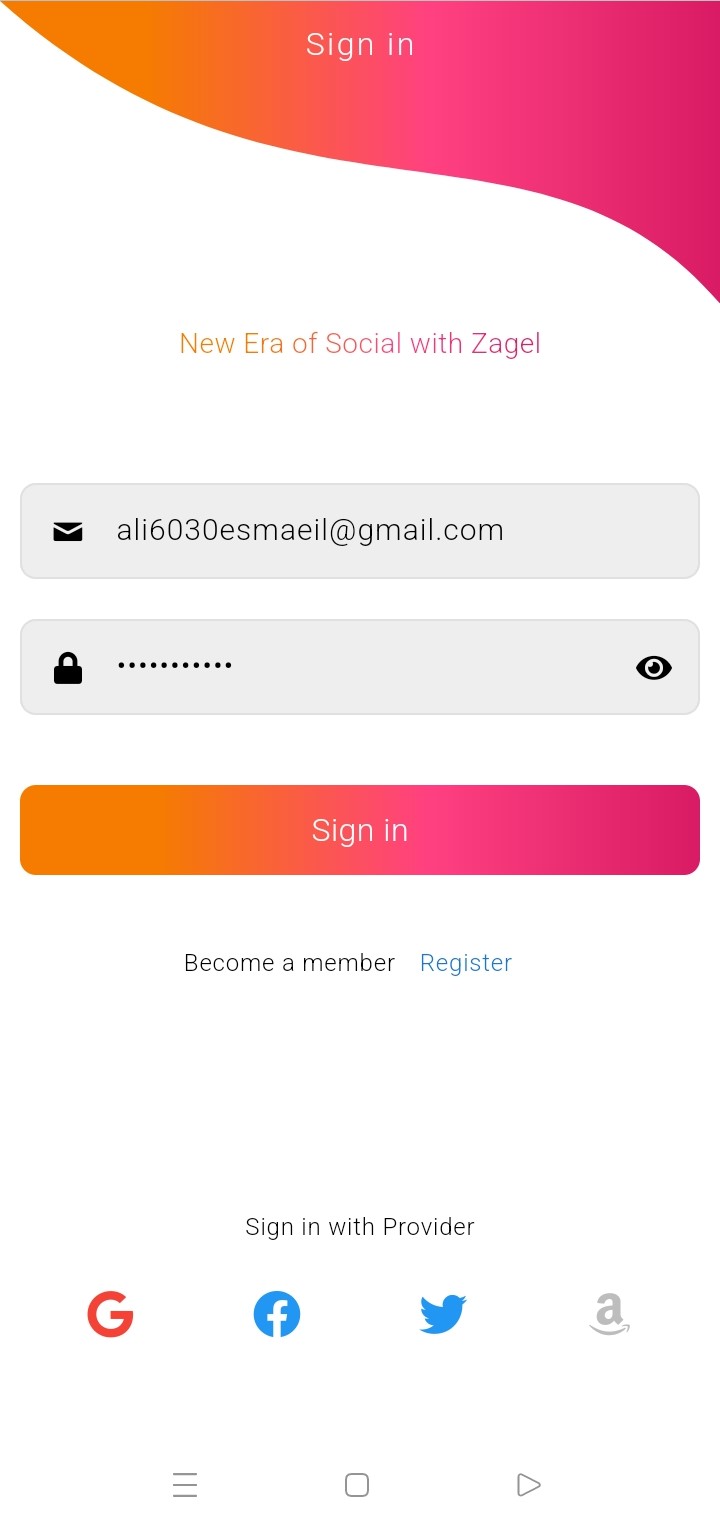 Sign in
New Era of Social with Zagel
ali6030esmaeil@gmail.com
•••••••••••
Sign in
Become a member Register
Sign in with Provider